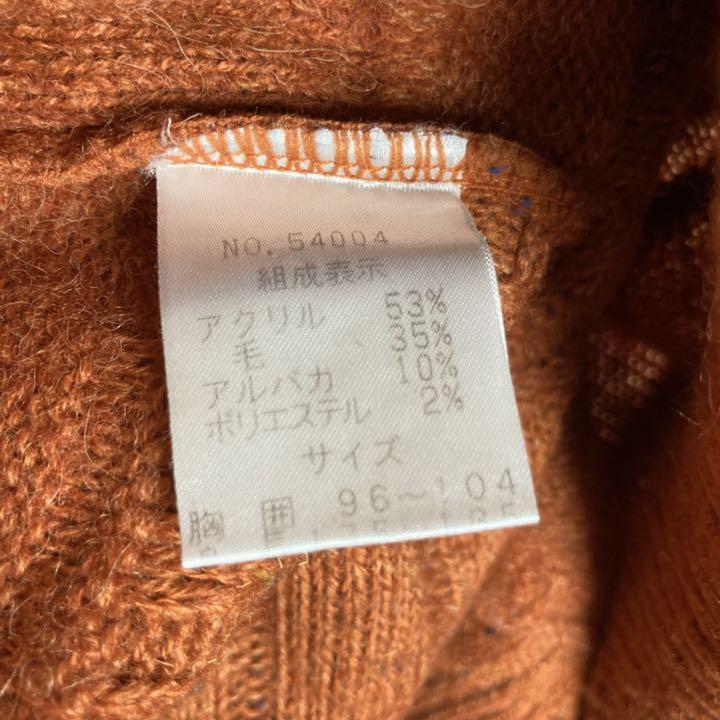 NO. 54004
組成表示
アクリル 53%
毛 35%
アルパカ 10%
ポリエステル 2%
サイズ
胸 囲 96〜104